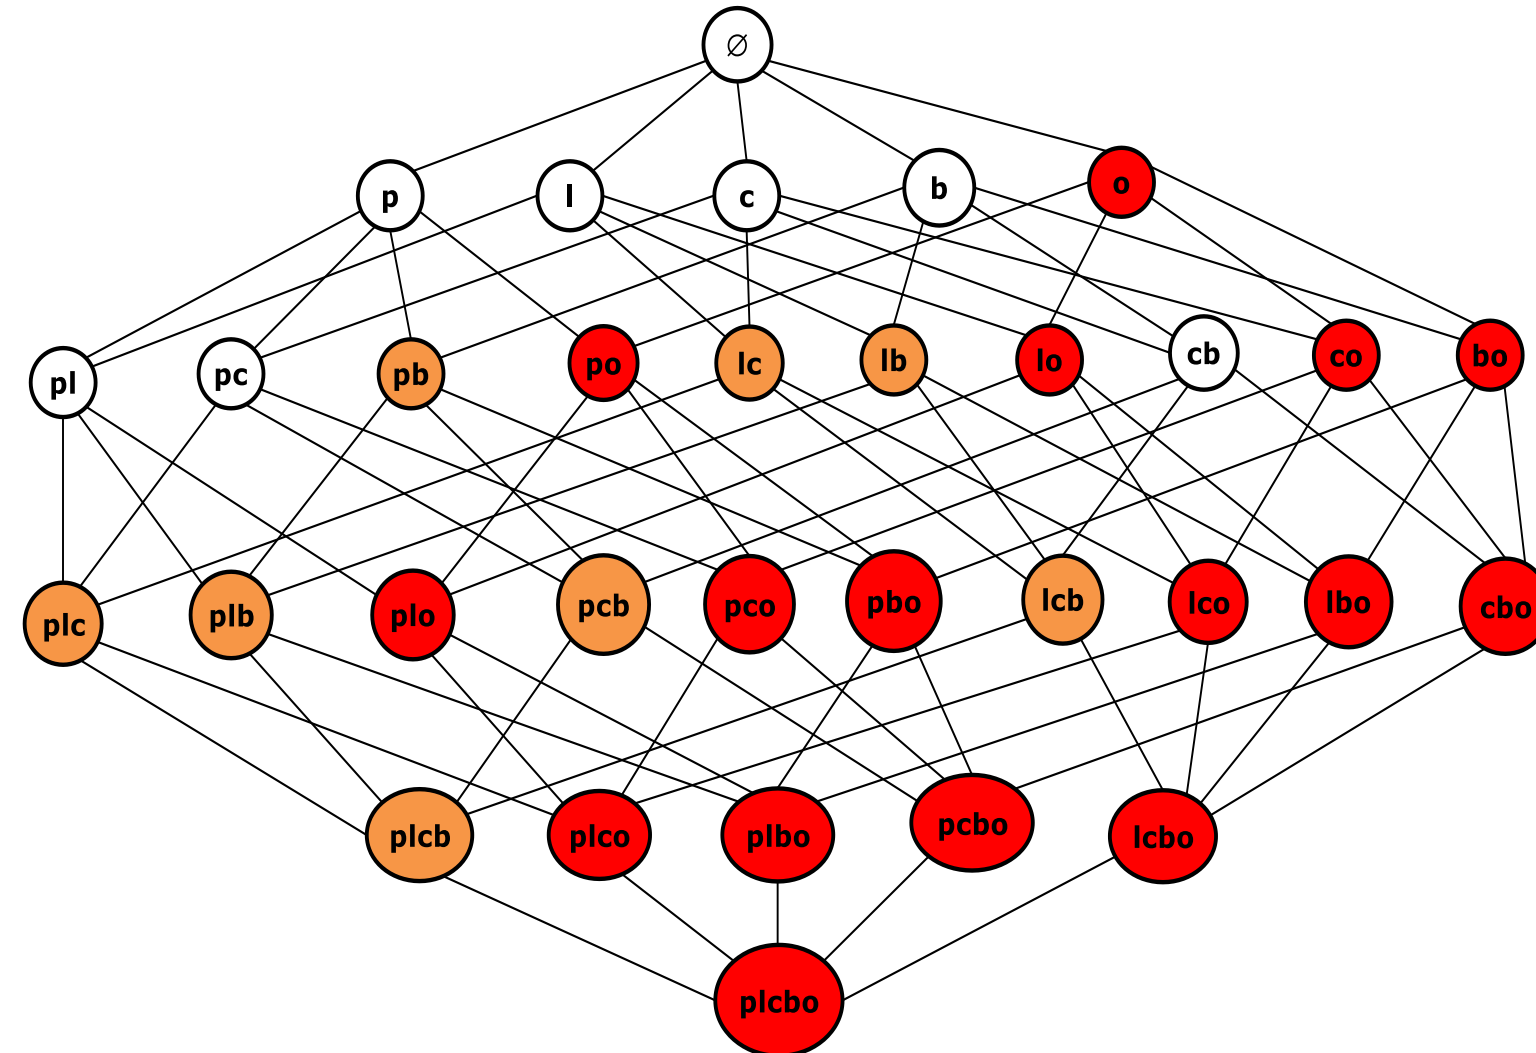 ∅
p l c b o
pl pc pb po lc lb lo cb co bo
plc plb plo pcb pco pbo lcb lco lbo cbo
plcb plco plbo pcbo lcbo
plcbo